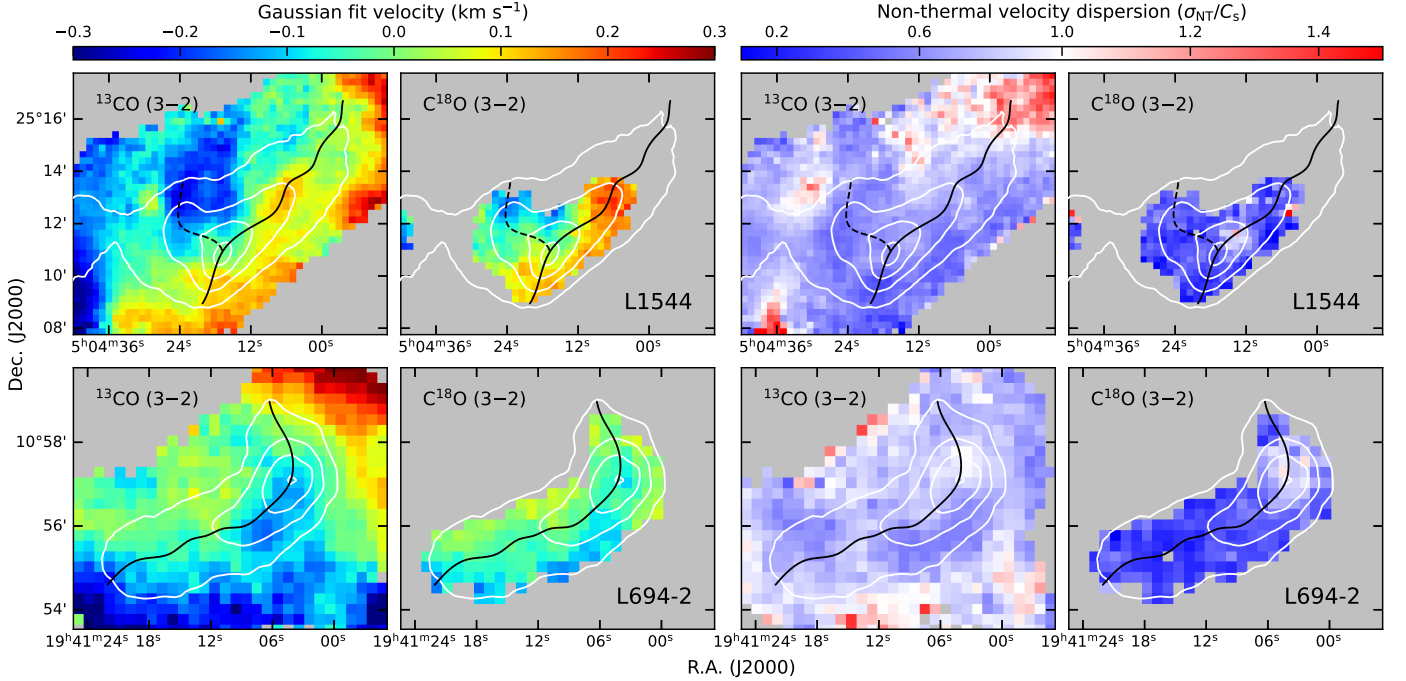 Gaussian fit velocity (km s⁻¹)
Non-thermal velocity dispersion (σ_NT/C_s)
−0.3 −0.2 −0.1 0.0 0.1 0.2 0.3
0.2 0.6 1.0 1.2 1.4
¹³CO (3−2)
C¹⁸O (3−2)
¹³CO (3−2)
C¹⁸O (3−2)
25°16'
14'
12'
10'
08'
L1544
L1544
5ʰ04ᵐ36ˢ 24ˢ 12ˢ 00ˢ
5ʰ04ᵐ36ˢ 24ˢ 12ˢ 00ˢ
5ʰ04ᵐ36ˢ 24ˢ 12ˢ 00ˢ
5ʰ04ᵐ36ˢ 24ˢ 12ˢ 00ˢ
Dec. (J2000)
¹³CO (3−2)
C¹⁸O (3−2)
¹³CO (3−2)
C¹⁸O (3−2)
10°58'
56'
54'
L694-2
L694-2
19ʰ41ᵐ24ˢ 18ˢ 12ˢ 06ˢ 00ˢ
19ʰ41ᵐ24ˢ 18ˢ 12ˢ 06ˢ 00ˢ
19ʰ41ᵐ24ˢ 18ˢ 12ˢ 06ˢ 00ˢ
19ʰ41ᵐ24ˢ 18ˢ 12ˢ 06ˢ 00ˢ
R.A. (J2000)